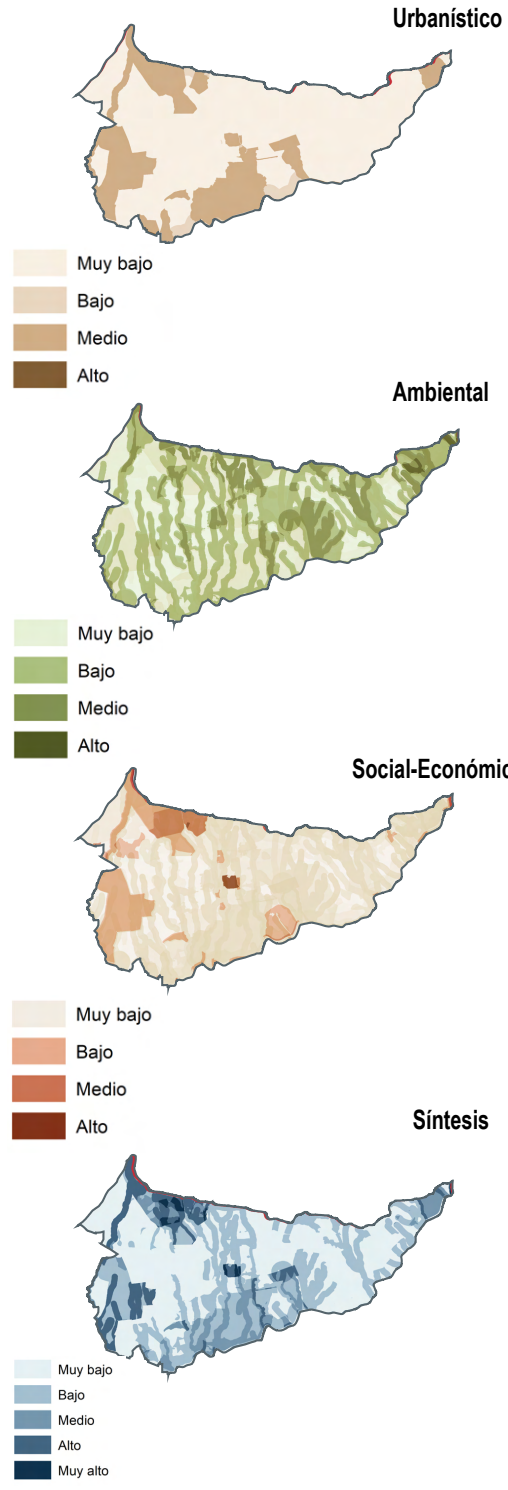 Urbanístico
Muy bajo
Bajo
Medio
Alto
Ambiental
Muy bajo
Bajo
Medio
Alto
Social-Económic
Muy bajo
Bajo
Medio
Alto
Síntesis
Muy bajo
Bajo
Medio
Alto
Muy alto